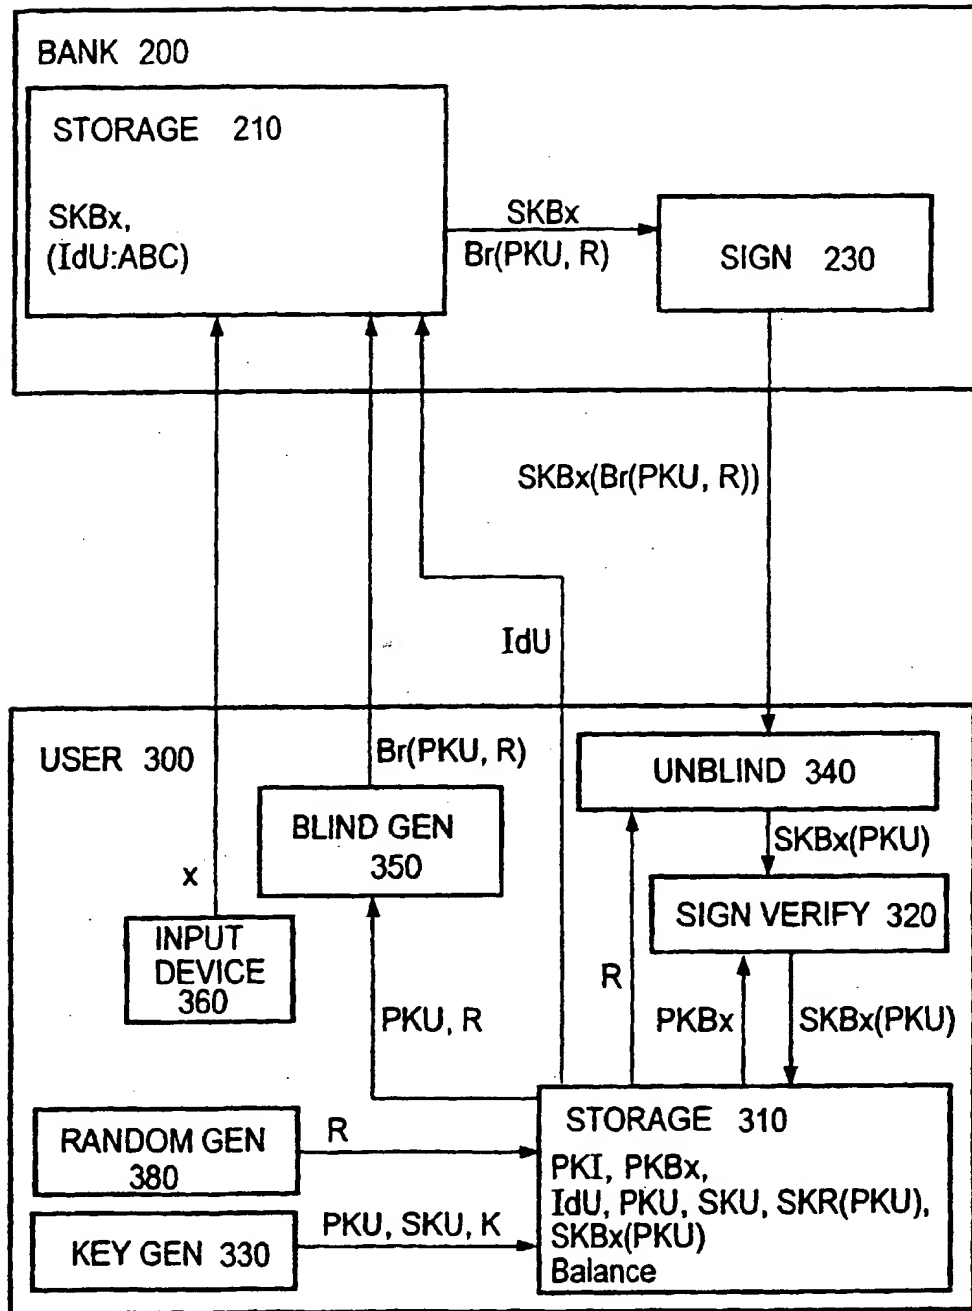 BANK 200
STORAGE 210
SKBx,
(IdU:ABC)
SKBx
Br(PKU, R)
SIGN 230
SKBx(Br(PKU, R))
IdU
USER 300
Br(PKU, R)
UNBLIND 340
BLIND GEN
350
SKBx(PKU)
x
SIGN VERIFY 320
INPUT
DEVICE
360
R
PKU, R
PKBx
SKBx(PKU)
RANDOM GEN
380
R
STORAGE 310
PKI, PKBx,
IdU, PKU, SKU, SKR(PKU),
SKBx(PKU)
Balance
KEY GEN 330
PKU, SKU, K